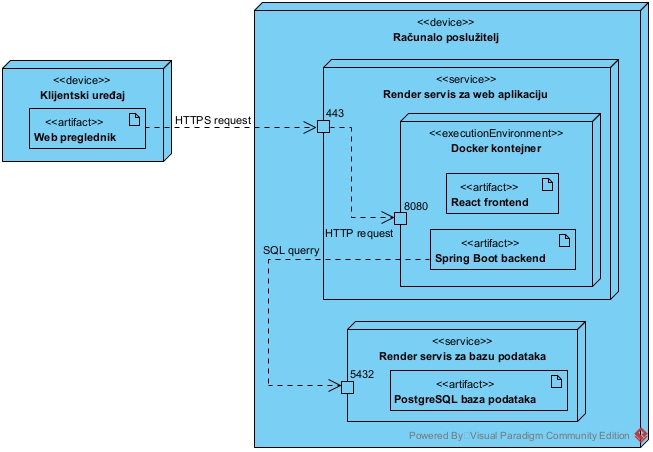 <<device>>
Računalo poslužitelj
<<device>>
Klijentski uređaj
<<artifact>>
Web preglednik
HTTPS request
<<service>>
Render servis za web aplikaciju
443
<<executionEnvironment>>
Docker kontejner
<<artifact>>
React frontend
8080
HTTP request
<<artifact>>
Spring Boot backend
SQL querry
<<service>>
Render servis za bazu podataka
5432
<<artifact>>
PostgreSQL baza podataka
Powered By Visual Paradigm Community Edition